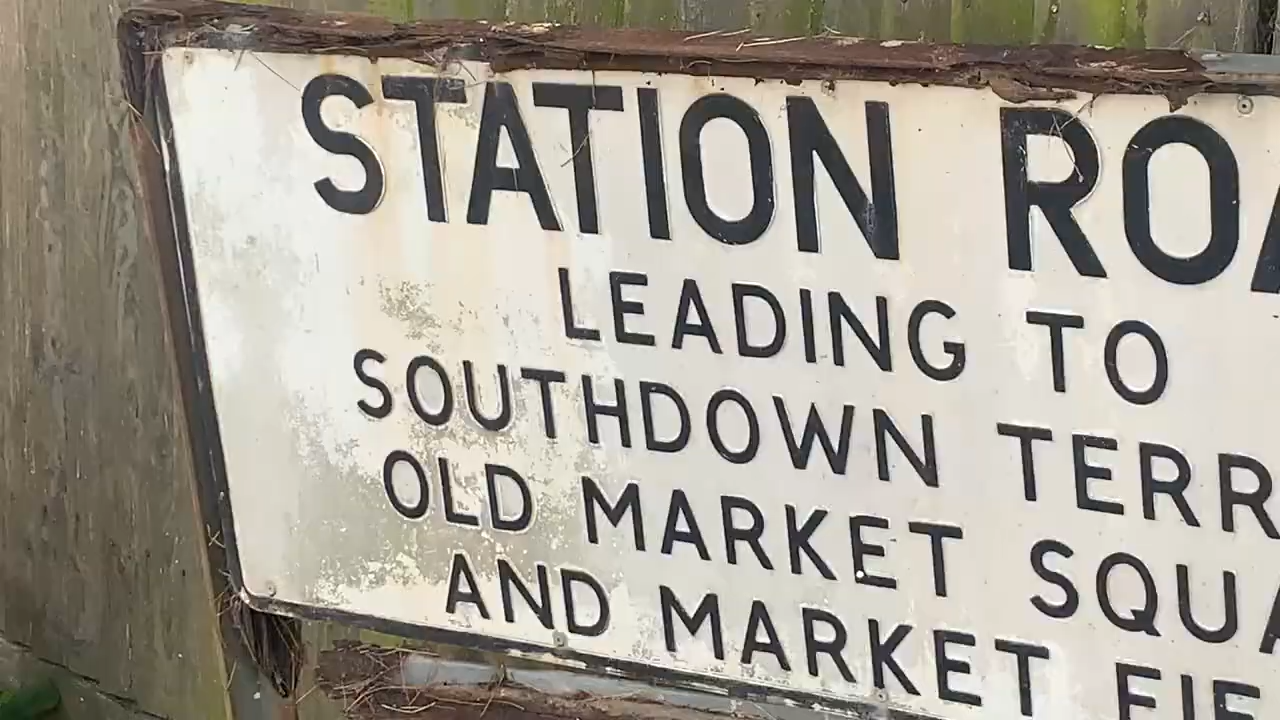 STATION ROA
LEADING TO
SOUTHDOWN TERR
OLD MARKET SQUA
AND MARKET FIE